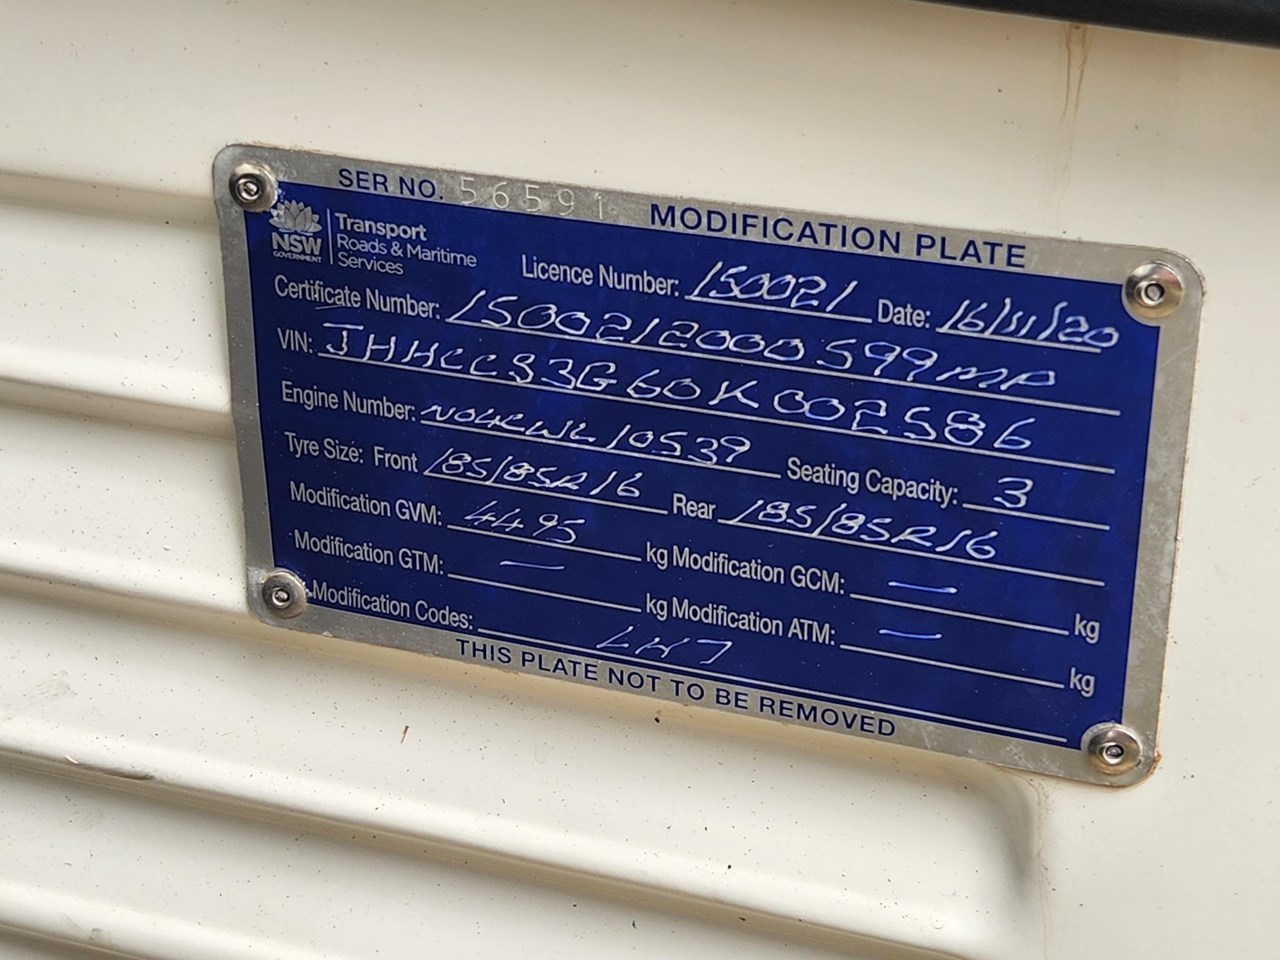 SER NO. 56591 MODIFICATION PLATE
NSW GOVERNMENT
Transport
Roads & Maritime
Services
Licence Number: 150021 Date: 16/11/20
Certificate Number: 1500212000599MP
VIN: JHHCCS3G60K002586
Engine Number: N04CWL10539 Seating Capacity: 3
Tyre Size: Front 185/85R16 Rear 185/85R16
Modification GVM: 4495 kg Modification GCM: — kg
Modification GTM: — kg Modification ATM: — kg
Modification Codes:
THIS PLATE NOT TO BE REMOVED